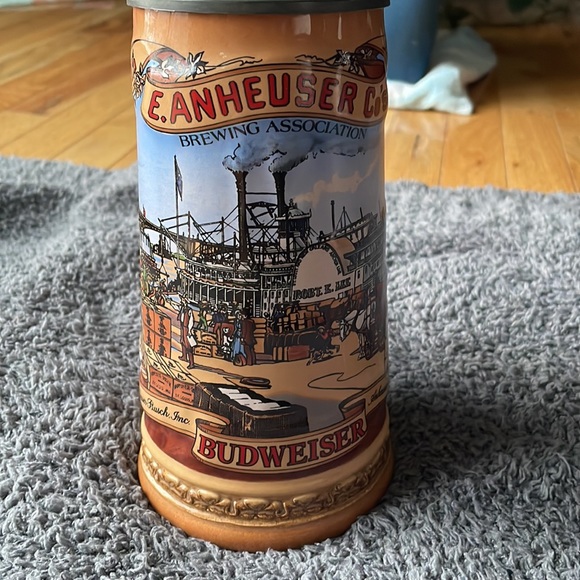 E. ANHEUSER Co
BREWING ASSOCIATION
ROBT. E. LEE
Busch, Inc.
BUDWEISER